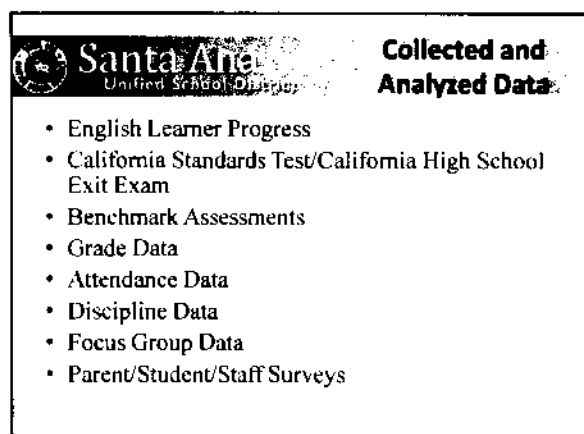 Santa Ana
Unified School District
Collected and
Analyzed Data
• English Learner Progress
• California Standards Test/California High School
Exit Exam
• Benchmark Assessments
• Grade Data
• Attendance Data
• Discipline Data
• Focus Group Data
• Parent/Student/Staff Surveys